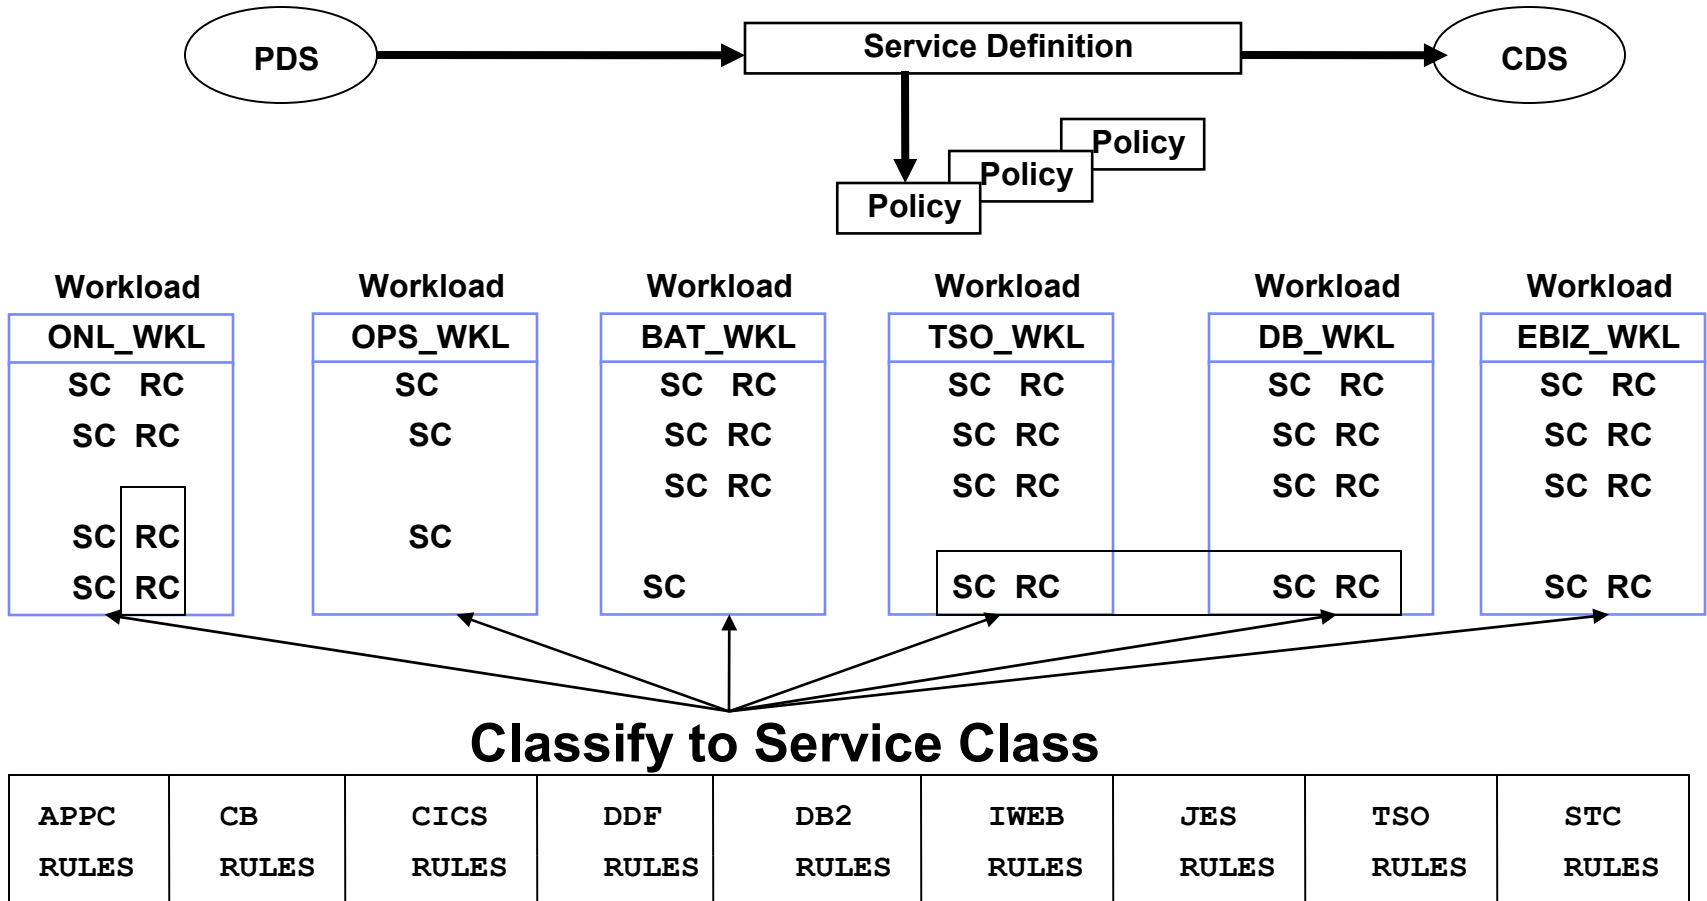 PDS Service Definition CDS
Policy
Policy
Policy
Workload Workload Workload Workload Workload Workload
ONL_WKL OPS_WKL BAT_WKL TSO_WKL DB_WKL EBIZ_WKL
SC RC SC SC RC SC RC SC RC SC RC
SC RC SC SC RC SC RC SC RC SC RC
SC RC SC RC SC RC SC RC
SC RC SC
SC RC SC SC RC SC RC SC RC
Classify to Service Class
APPC CB CICS DDF DB2 IWEB JES TSO STC
RULES RULES RULES RULES RULES RULES RULES RULES RULES